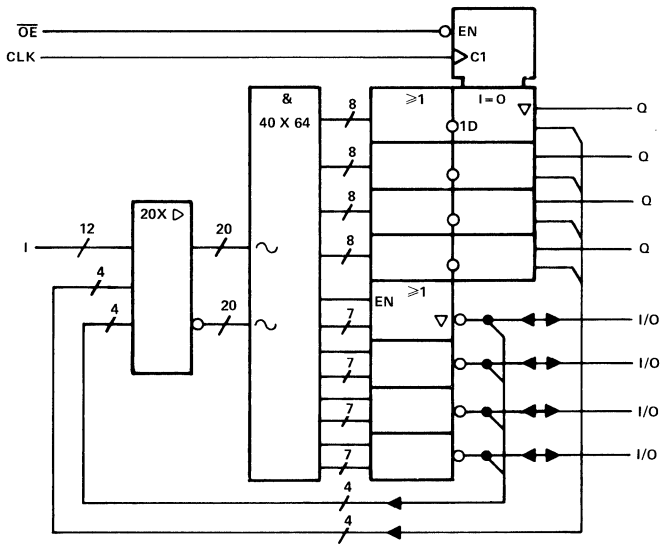 OE EN
CLK C1
& ≥1 I = O
40 X 64 8 Q
1D
8 Q
20X ▷ 8 Q
I 12 20 8 Q
4 EN ≥1
4 20 7 I/O
7 I/O
7 I/O
7 I/O
4
4